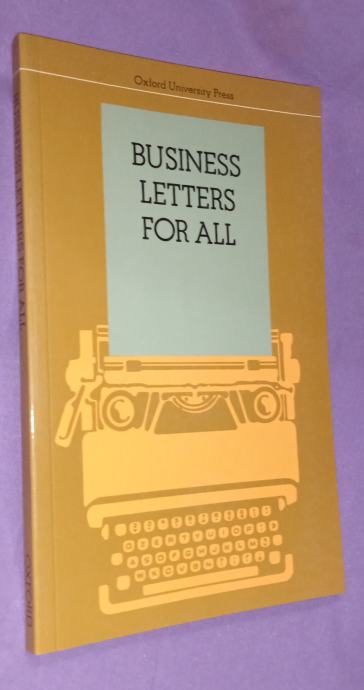 Oxford University Press
BUSINESS
LETTERS
FOR ALL
BUSINESS LETTERS FOR ALL
OXFORD